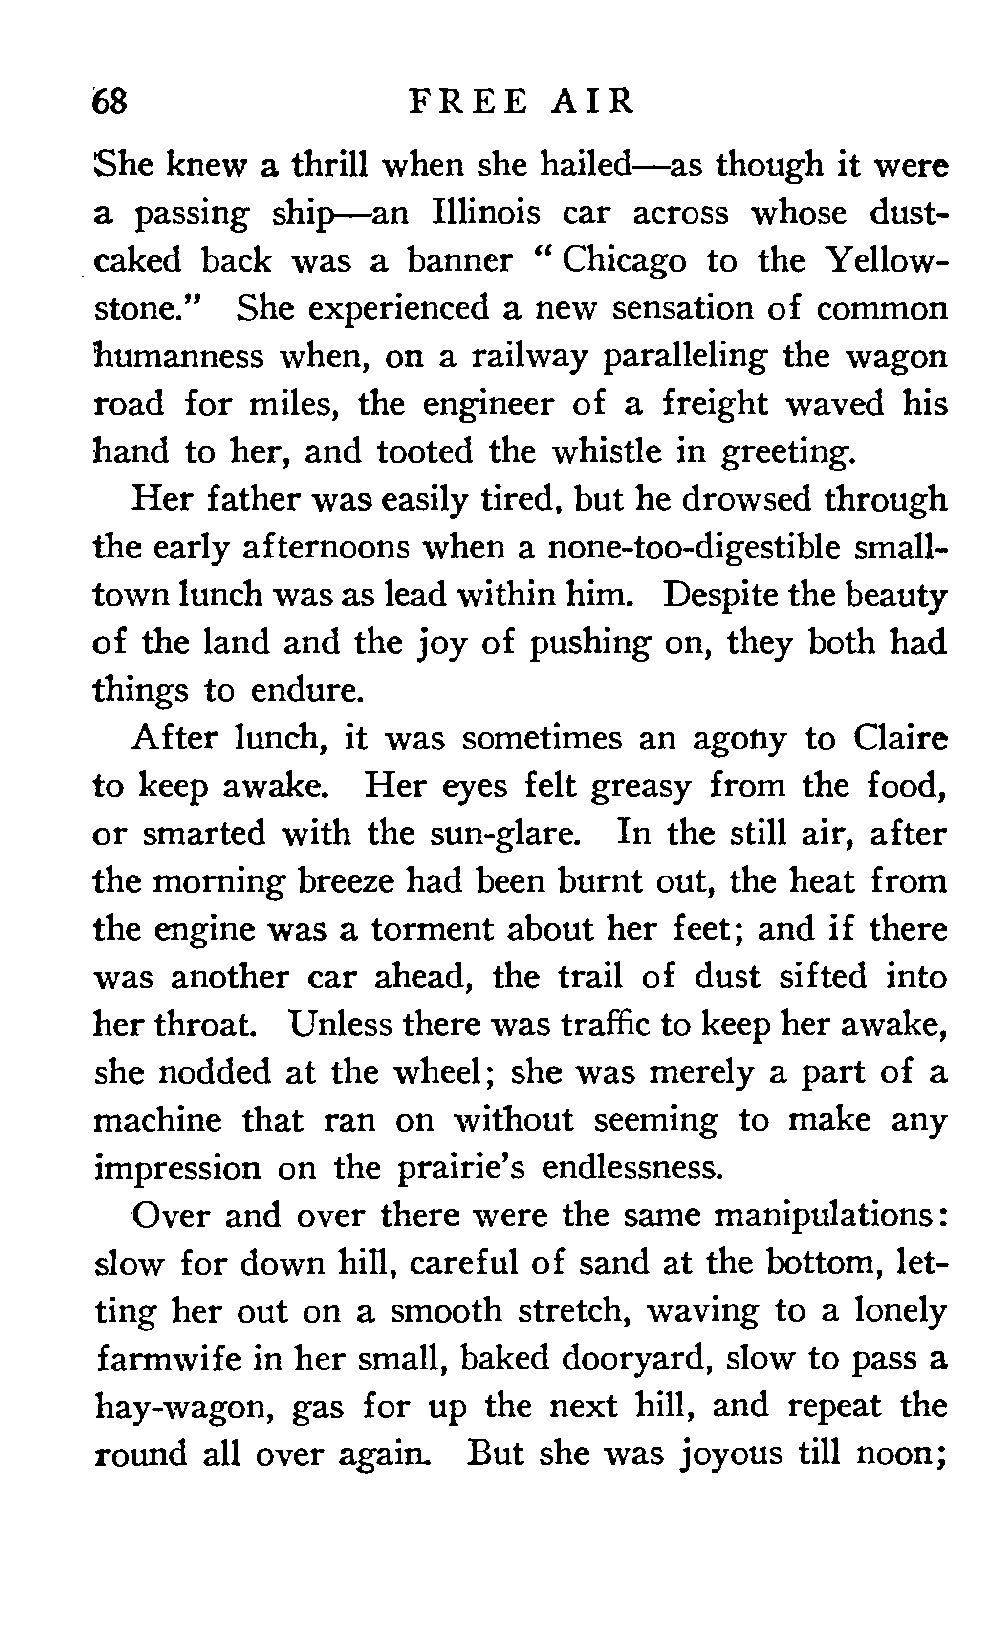 68 FREE AIR
She knew a thrill when she hailed—as though it were
a passing ship—an Illinois car across whose dust-
caked back was a banner “ Chicago to the Yellow-
stone.” She experienced a new sensation of common
humanness when, on a railway paralleling the wagon
road for miles, the engineer of a freight waved his
hand to her, and tooted the whistle in greeting.
Her father was easily tired, but he drowsed through
the early afternoons when a none-too-digestible small-
town lunch was as lead within him. Despite the beauty
of the land and the joy of pushing on, they both had
things to endure.
After lunch, it was sometimes an agony to Claire
to keep awake. Her eyes felt greasy from the food,
or smarted with the sun-glare. In the still air, after
the morning breeze had been burnt out, the heat from
the engine was a torment about her feet; and if there
was another car ahead, the trail of dust sifted into
her throat. Unless there was traffic to keep her awake,
she nodded at the wheel; she was merely a part of a
machine that ran on without seeming to make any
impression on the prairie’s endlessness.
Over and over there were the same manipulations:
slow for down hill, careful of sand at the bottom, let-
ting her out on a smooth stretch, waving to a lonely
farmwife in her small, baked dooryard, slow to pass a
hay-wagon, gas for up the next hill, and repeat the
round all over again. But she was joyous till noon;